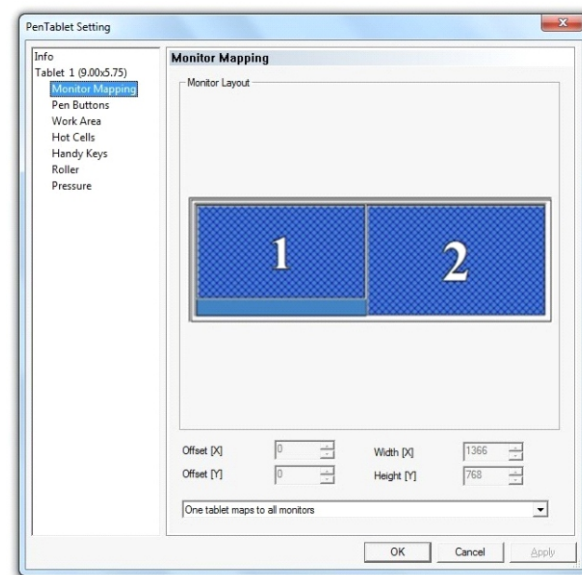 PenTablet Setting
Info
Tablet 1 (9.00x5.75)
Monitor Mapping
Pen Buttons
Work Area
Hot Cells
Handy Keys
Roller
Pressure
Monitor Mapping
Monitor Layout
1 2
Offset [X] 0 Width [X] 1366
Offset [Y] 0 Height [Y] 768
One tablet maps to all monitors
OK Cancel Apply